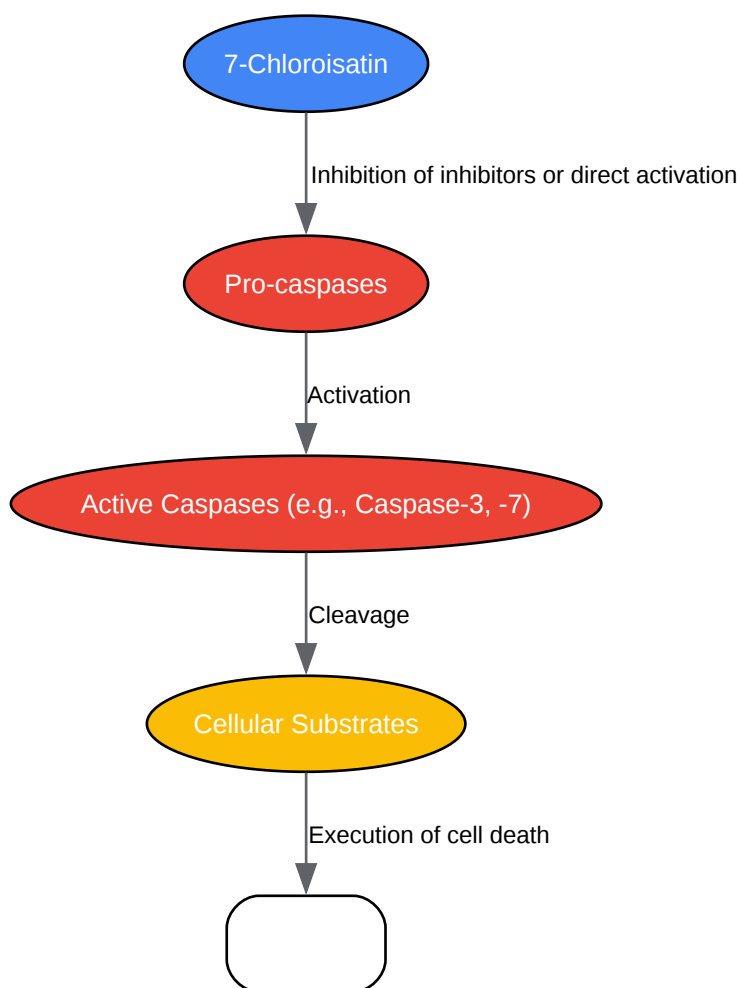 7-Chloroisatin
Inhibition of inhibitors or direct activation
Pro-caspases
Activation
Active Caspases (e.g., Caspase-3, -7)
Cleavage
Cellular Substrates
Execution of cell death